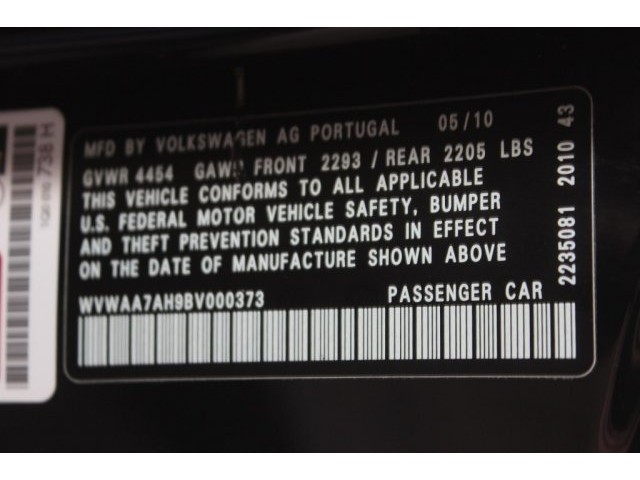 MFD BY VOLKSWAGEN AG PORTUGAL 05/10
GVWR 4454 GAWR FRONT 2293 / REAR 2205 LBS
THIS VEHICLE CONFORMS TO ALL APPLICABLE
U.S. FEDERAL MOTOR VEHICLE SAFETY, BUMPER
AND THEFT PREVENTION STANDARDS IN EFFECT
ON THE DATE OF MANUFACTURE SHOWN ABOVE
WVWAA7AH9BV000373 PASSENGER CAR
2235081 2010 43
738 H